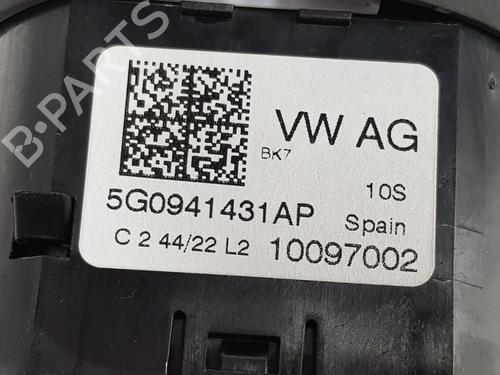 B-PARTS
VW AG
BK7
10S
5G0941431AP
Spain
C 2 44/22 L2
10097002